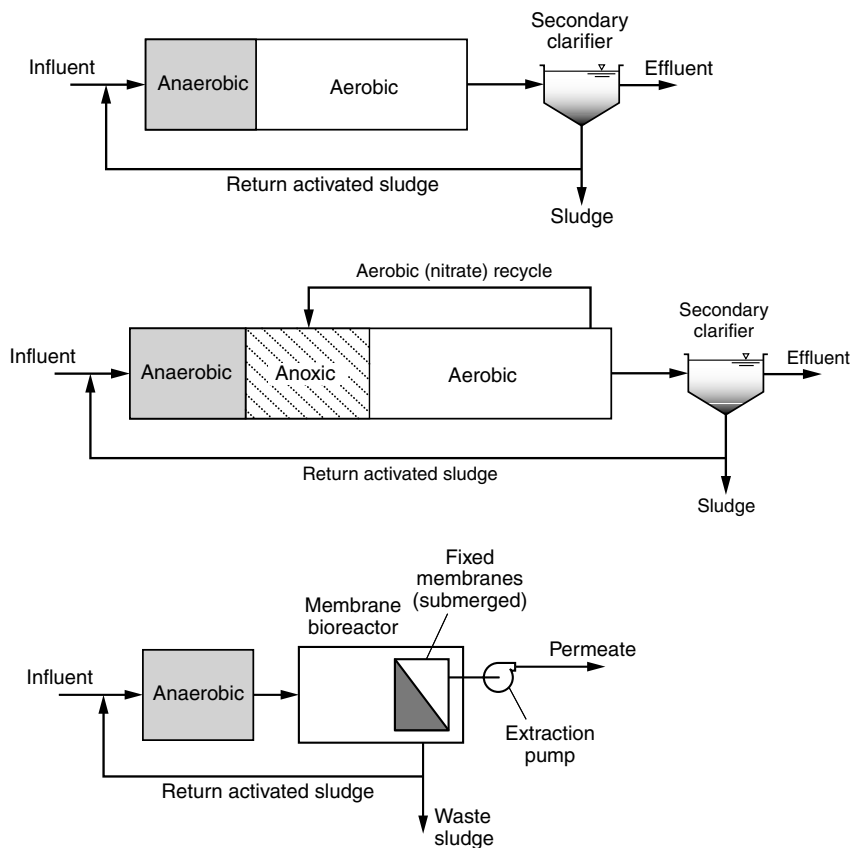 Secondary
clarifier
Influent
Effluent
Anaerobic
Aerobic
Return activated sludge
Sludge
Aerobic (nitrate) recycle
Secondary
clarifier
Influent
Effluent
Anaerobic
Anoxic
Aerobic
Return activated sludge
Sludge
Fixed
membranes
(submerged)
Membrane
bioreactor
Permeate
Influent
Anaerobic
Extraction
pump
Return activated sludge
Waste
sludge